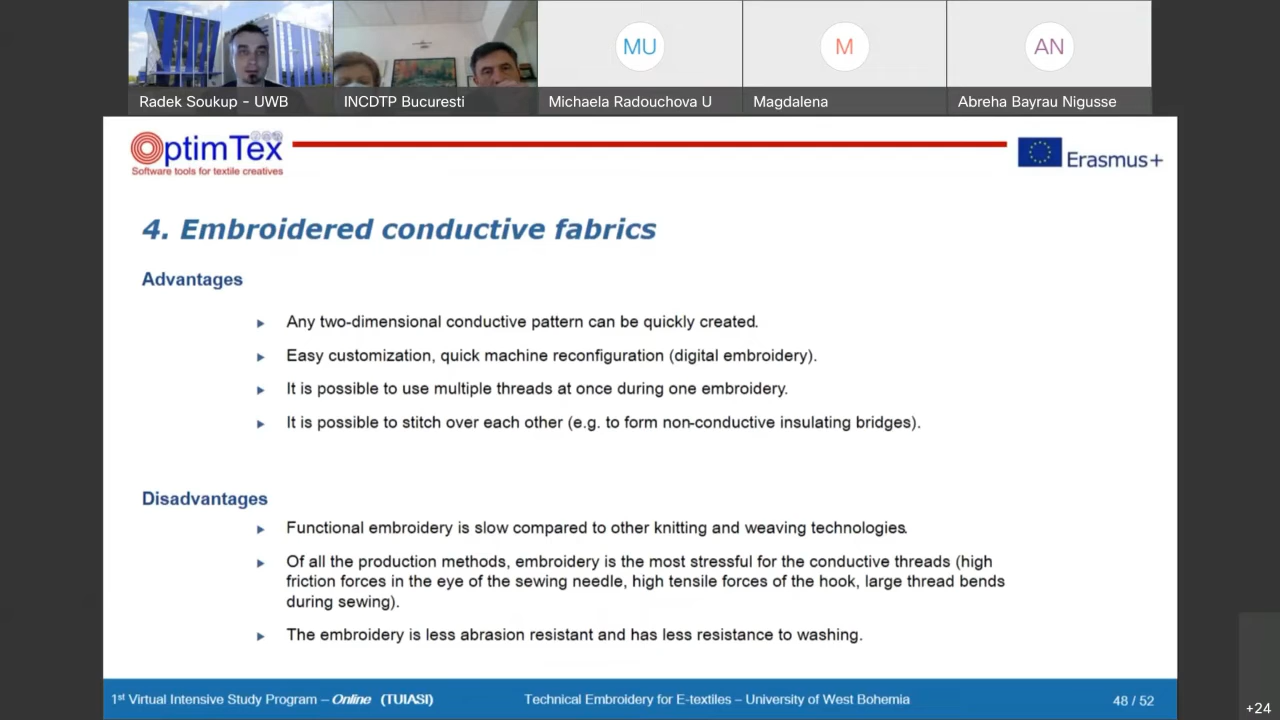 MU
M
AN
Radek Soukup - UWB
INCDTP Bucuresti
Michaela Radouchova U
Magdalena
Abreha Bayrau Nigusse
OptimTex
Software tools for textile creatives
Erasmus+
4. Embroidered conductive fabrics
Advantages
Any two-dimensional conductive pattern can be quickly created.
Easy customization, quick machine reconfiguration (digital embroidery).
It is possible to use multiple threads at once during one embroidery.
It is possible to stitch over each other (e.g. to form non-conductive insulating bridges).
Disadvantages
Functional embroidery is slow compared to other knitting and weaving technologies.
Of all the production methods, embroidery is the most stressful for the conductive threads (high
friction forces in the eye of the sewing needle, high tensile forces of the hook, large thread bends
during sewing).
The embroidery is less abrasion resistant and has less resistance to washing.
1st Virtual Intensive Study Program – Online (TUIASI)
Technical Embroidery for E-textiles – University of West Bohemia
48 / 52
+24